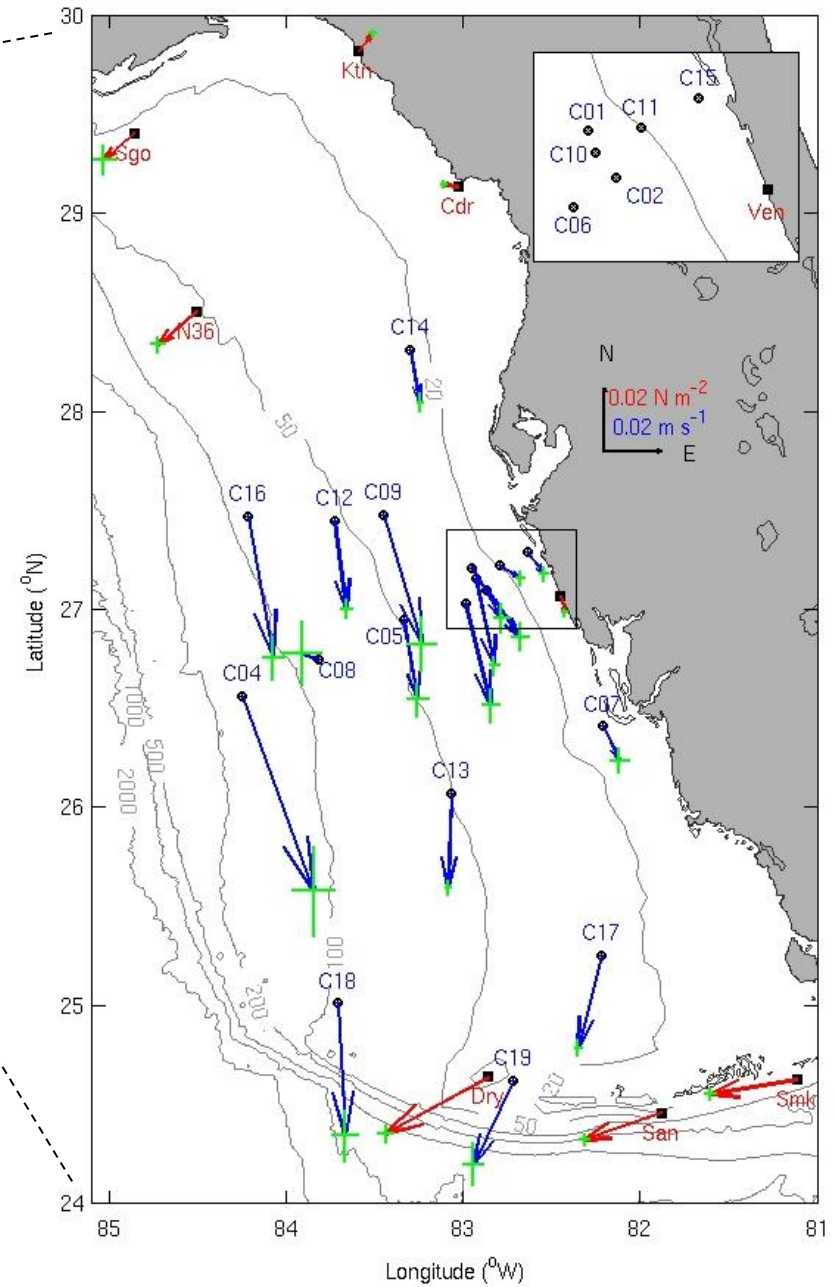 30
29
28
27
26
25
24
Latitude (°N)
85
84
83
82
81
Longitude (°W)
Ktn
Sgo
Cdr
N36
C15
C11
C01
C10
C02
C06
Ven
C14
20
50
N
0.02 N m⁻²
0.02 m s⁻¹
E
C16
C12
C09
C05
C08
C04
C07
C13
1000
500
2000
100
200
C17
C18
C19
Dry
20
50
San
Smk